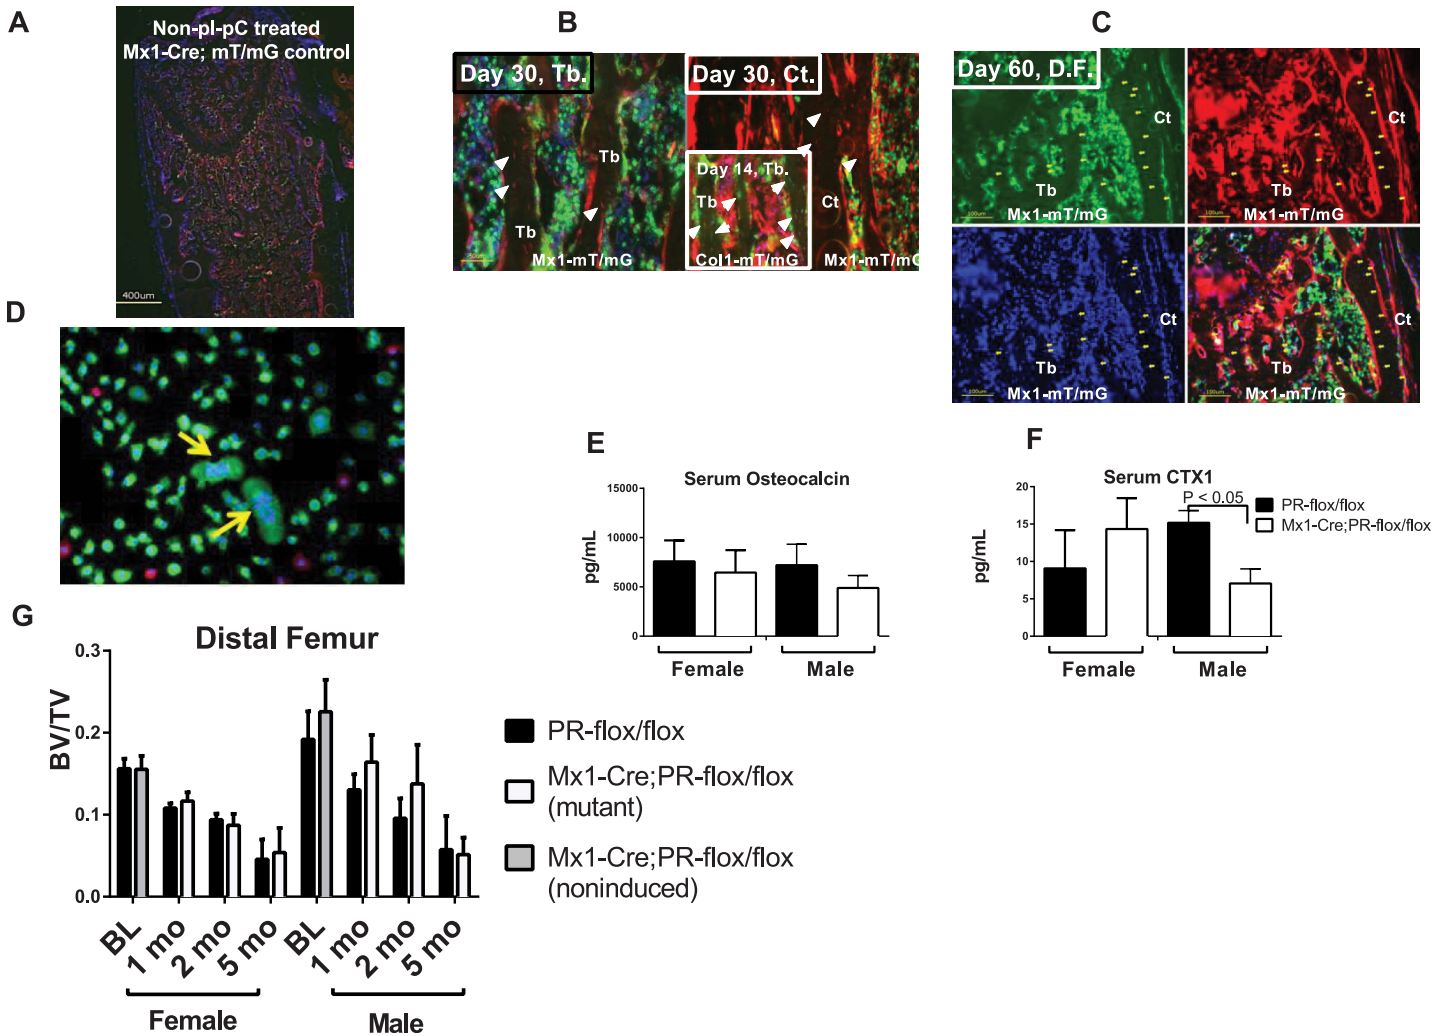 A
Non-pI-pC treated
Mx1-Cre; mT/mG control
400um
B
Day 30, Tb.
Tb
Tb
Mx1-mT/mG
Day 30, Ct.
Day 14, Tb.
Tb
Col1-mT/mG
Ct
Mx1-mT/mG
C
Day 60, D.F.
Ct
Tb
100um
Mx1-mT/mG
Tb
100um
Mx1-mT/mG
Ct
Tb
100um
Mx1-mT/mG
Ct
Tb
100um
Mx1-mT/mG
D
E
Serum Osteocalcin
pg/mL
15000
10000
5000
0
Female
Male
F
Serum CTX1
P < 0.05
pg/mL
20
15
10
5
0
Female
Male
PR-flox/flox
Mx1-Cre;PR-flox/flox
G
Distal Femur
BV/TV
0.3
0.2
0.1
0.0
BL
1 mo
2 mo
5 mo
BL
1 mo
2 mo
5 mo
Female
Male
PR-flox/flox
Mx1-Cre;PR-flox/flox
(mutant)
Mx1-Cre;PR-flox/flox
(noninduced)